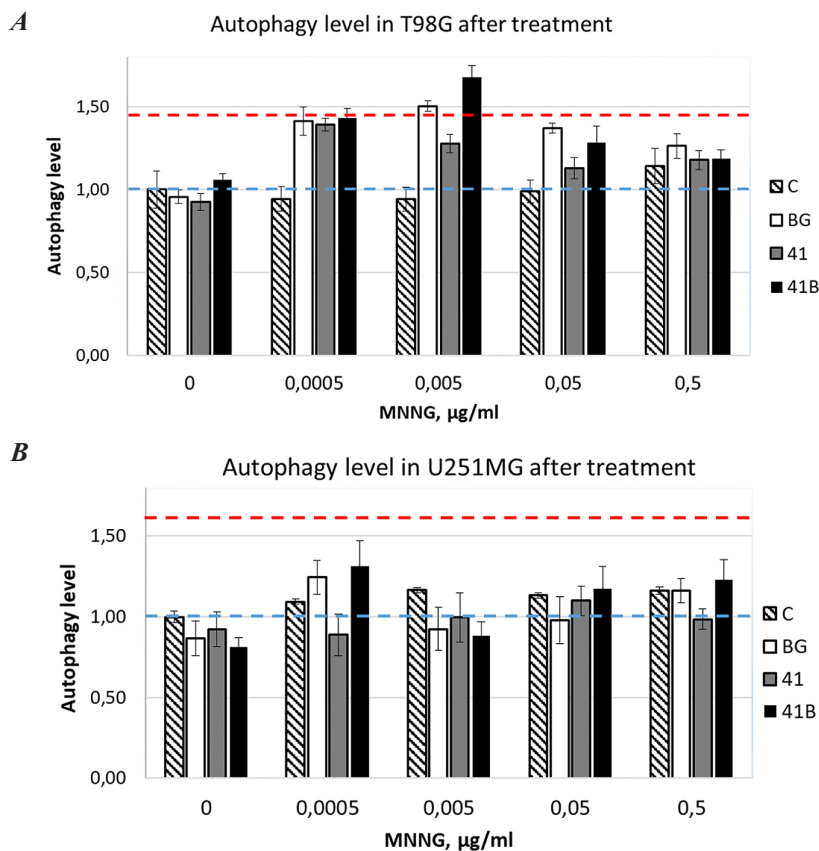 A
Autophagy level in T98G after treatment
Autophagy level
1,50
1,00
0,50
0,00
0 0,0005 0,005 0,05 0,5
MNNG, µg/ml
C
BG
41
41B
B
Autophagy level in U251MG after treatment
Autophagy level
1,50
1,00
0,50
0,00
0 0,0005 0,005 0,05 0,5
MNNG, µg/ml
C
BG
41
41B